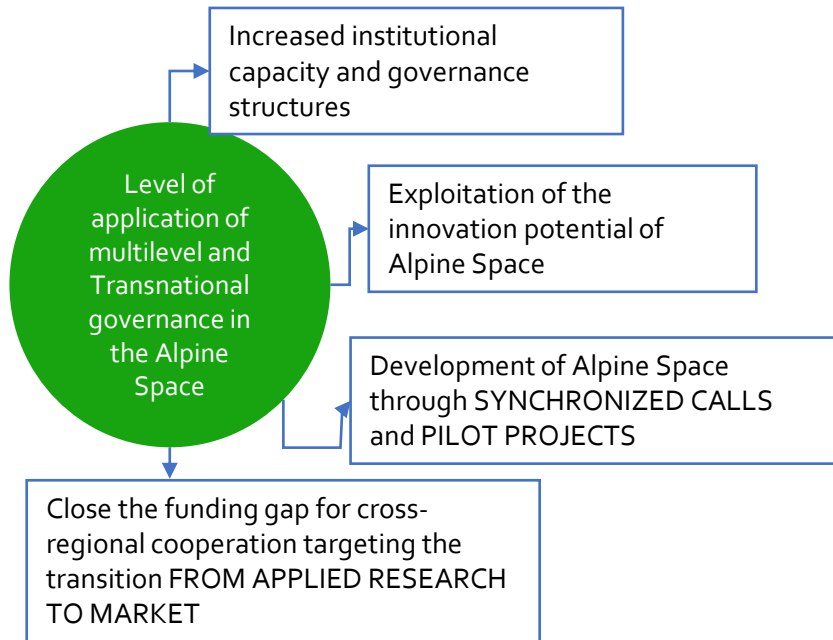 Increased institutional
capacity and governance
structures
Level of
application of
multilevel and
Transnational
governance in
the Alpine
Space
Exploitation of the
innovation potential of
Alpine Space
Development of Alpine Space
through SYNCHRONIZED CALLS
and PILOT PROJECTS
Close the funding gap for cross-
regional cooperation targeting the
transition FROM APPLIED RESEARCH
TO MARKET